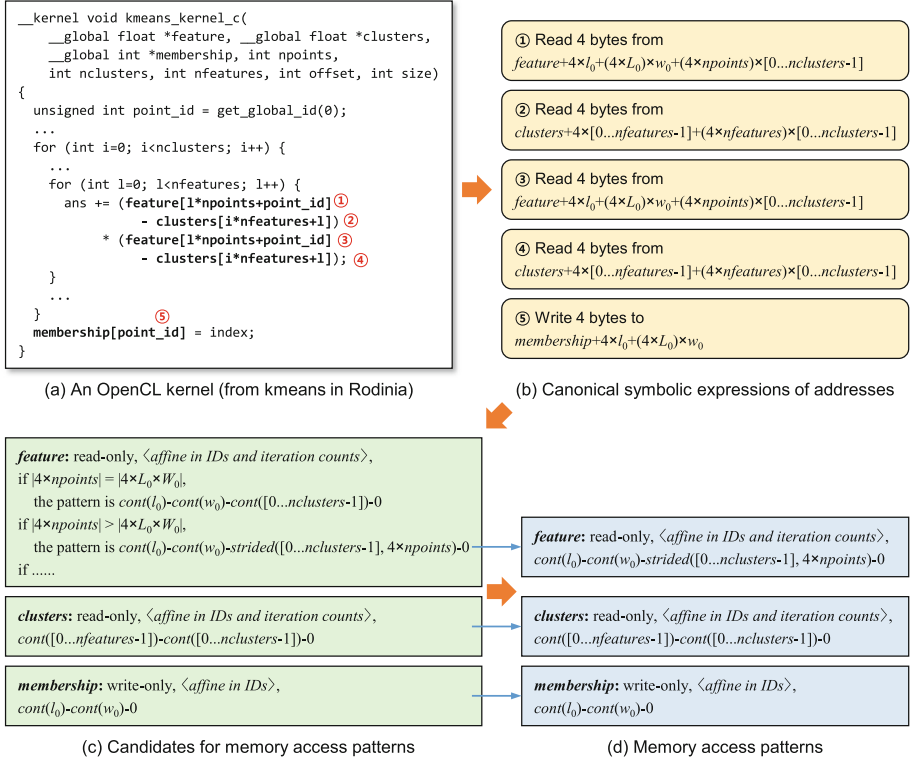 __kernel void kmeans_kernel_c(
    __global float *feature, __global float *clusters,
    __global int *membership, int npoints,
    int nclusters, int nfeatures, int offset, int size)
{
  unsigned int point_id = get_global_id(0);
  ...
  for (int i=0; i<nclusters; i++) {
    ...
    for (int l=0; l<nfeatures; l++) {
      ans += (feature[l*npoints+point_id] ①
              - clusters[i*nfeatures+l]) ②
           * (feature[l*npoints+point_id] ③
              - clusters[i*nfeatures+l]); ④
    }
    ...
  }
⑤
  membership[point_id] = index;
}
(a) An OpenCL kernel (from kmeans in Rodinia)
① Read 4 bytes from
feature+4×l₀+(4×L₀)×w₀+(4×npoints)×[0...nclusters-1]
② Read 4 bytes from
clusters+4×[0...nfeatures-1]+(4×nfeatures)×[0...nclusters-1]
③ Read 4 bytes from
feature+4×l₀+(4×L₀)×w₀+(4×npoints)×[0...nclusters-1]
④ Read 4 bytes from
clusters+4×[0...nfeatures-1]+(4×nfeatures)×[0...nclusters-1]
⑤ Write 4 bytes to
membership+4×l₀+(4×L₀)×w₀
(b) Canonical symbolic expressions of addresses
feature: read-only, ⟨affine in IDs and iteration counts⟩,
if |4×npoints| = |4×L₀×W₀|,
the pattern is cont(l₀)-cont(w₀)-cont([0...nclusters-1])-0
if |4×npoints| > |4×L₀×W₀|,
the pattern is cont(l₀)-cont(w₀)-strided([0...nclusters-1], 4×npoints)-0
if ......
clusters: read-only, ⟨affine in IDs and iteration counts⟩,
cont([0...nfeatures-1])-cont([0...nclusters-1])-0
membership: write-only, ⟨affine in IDs⟩,
cont(l₀)-cont(w₀)-0
(c) Candidates for memory access patterns
feature: read-only, ⟨affine in IDs and iteration counts⟩,
cont(l₀)-cont(w₀)-strided([0...nclusters-1], 4×npoints)-0
clusters: read-only, ⟨affine in IDs and iteration counts⟩,
cont([0...nfeatures-1])-cont([0...nclusters-1])-0
membership: write-only, ⟨affine in IDs⟩,
cont(l₀)-cont(w₀)-0
(d) Memory access patterns